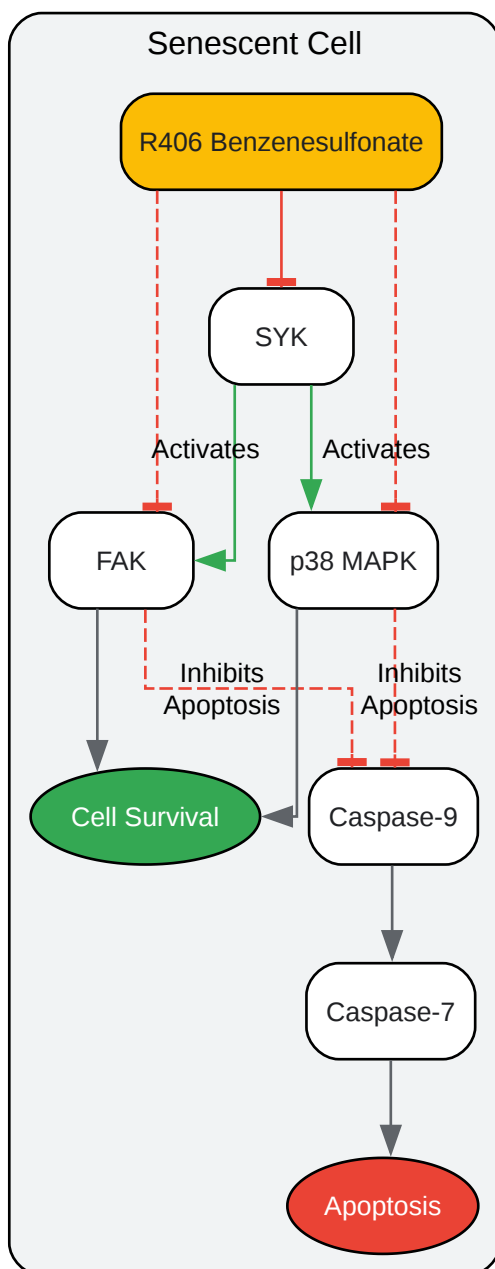 Senescent Cell
R406 Benzenesulfonate
SYK
Activates
Activates
FAK
p38 MAPK
Inhibits
Apoptosis
Inhibits
Apoptosis
Cell Survival
Caspase-9
Caspase-7
Apoptosis